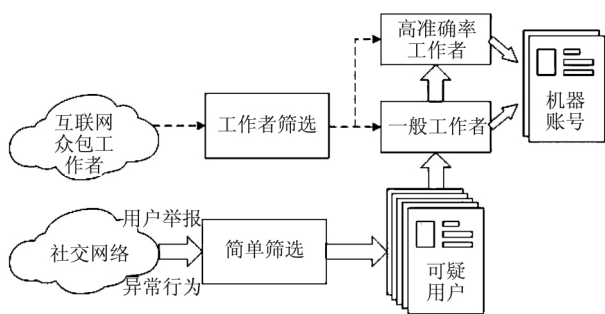 高准确率
工作者
机器
账号
互联网
众包工
作者
工作者筛选
一般工作者
用户举报
社交网络
简单筛选
异常行为
可疑
用户